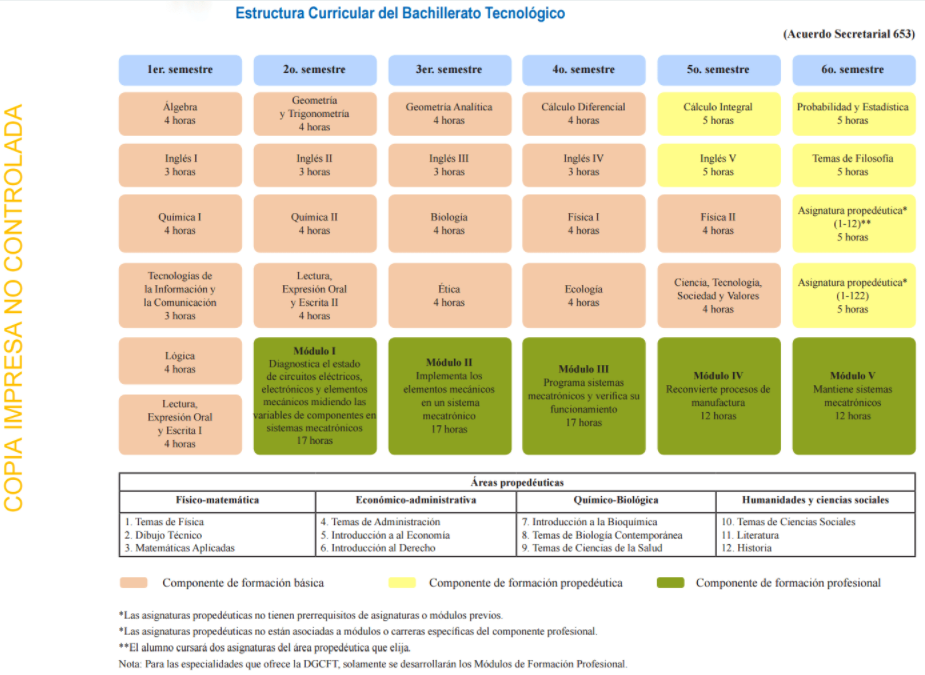 Estructura Curricular del Bachillerato Tecnológico
(Acuerdo Secretarial 653)
COPIA IMPRESA NO CONTROLADA
1er. semestre
2o. semestre
3er. semestre
4o. semestre
5o. semestre
6o. semestre
Álgebra
4 horas
Geometría
y Trigonometría
4 horas
Geometría Analítica
4 horas
Cálculo Diferencial
4 horas
Cálculo Integral
5 horas
Probabilidad y Estadística
5 horas
Inglés I
3 horas
Inglés II
3 horas
Inglés III
3 horas
Inglés IV
3 horas
Inglés V
5 horas
Temas de Filosofía
5 horas
Química I
4 horas
Química II
4 horas
Biología
4 horas
Física I
4 horas
Física II
4 horas
Asignatura propedéutica*
(1-12)**
5 horas
Tecnologías de
la Información y
la Comunicación
3 horas
Lectura,
Expresión Oral
y Escrita II
4 horas
Ética
4 horas
Ecología
4 horas
Ciencia, Tecnología,
Sociedad y Valores
4 horas
Asignatura propedéutica*
(1-122)
5 horas
Lógica
4 horas
Lectura,
Expresión Oral
y Escrita I
4 horas
Módulo I
Diagnostica el estado
de circuitos eléctricos,
electrónicos y elementos
mecánicos midiendo las
variables de componentes en
sistemas mecatrónicos
17 horas
Módulo II
Implementa los
elementos mecánicos
en un sistema
mecatrónico
17 horas
Módulo III
Programa sistemas
mecatrónicos y verifica su
funcionamiento
17 horas
Módulo IV
Reconvierte procesos de
manufactura
12 horas
Módulo V
Mantiene sistemas
mecatrónicos
12 horas
Áreas propedéuticas
Físico-matemática
Económico-administrativa
Químico-Biológica
Humanidades y ciencias sociales
1. Temas de Física
2. Dibujo Técnico
3. Matemáticas Aplicadas
4. Temas de Administración
5. Introducción a al Economía
6. Introducción al Derecho
7. Introducción a la Bioquímica
8. Temas de Biología Contemporánea
9. Temas de Ciencias de la Salud
10. Temas de Ciencias Sociales
11. Literatura
12. Historia
Componente de formación básica
Componente de formación propedéutica
Componente de formación profesional
*Las asignaturas propedéuticas no tienen prerrequisitos de asignaturas o módulos previos.
*Las asignaturas propedéuticas no están asociadas a módulos o carreras específicas del componente profesional.
**El alumno cursará dos asignaturas del área propedéutica que elija.
Nota: Para las especialidades que ofrece la DGCFT, solamente se desarrollarán los Módulos de Formación Profesional.